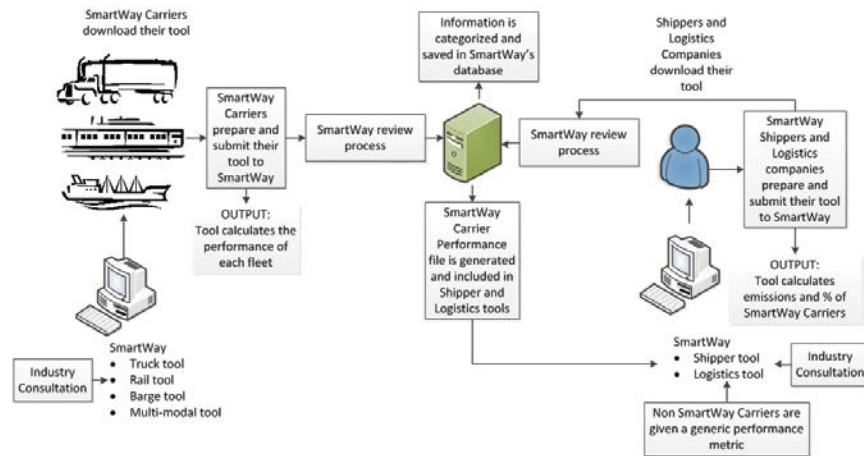 SmartWay Carriers
download their tool
SmartWay
Carriers
prepare and
submit their
tool to
SmartWay
OUTPUT:
Tool calculates the
performance of
each fleet
SmartWay review
process
Information is
categorized and
saved in SmartWay's
database
SmartWay
Carrier
Performance
file is generated
and included in
Shipper and
Logistics tools
Shippers and
Logistics
Companies
download their
tool
SmartWay review
process
SmartWay
Shippers and
Logistics
companies
prepare and
submit their tool
to SmartWay
OUTPUT:
Tool calculates
emissions and % of
SmartWay Carriers
Industry
Consultation
SmartWay
• Truck tool
• Rail tool
• Barge tool
• Multi-modal tool
SmartWay
• Shipper tool
• Logistics tool
Industry
Consultation
Non SmartWay Carriers are
given a generic performance
metric